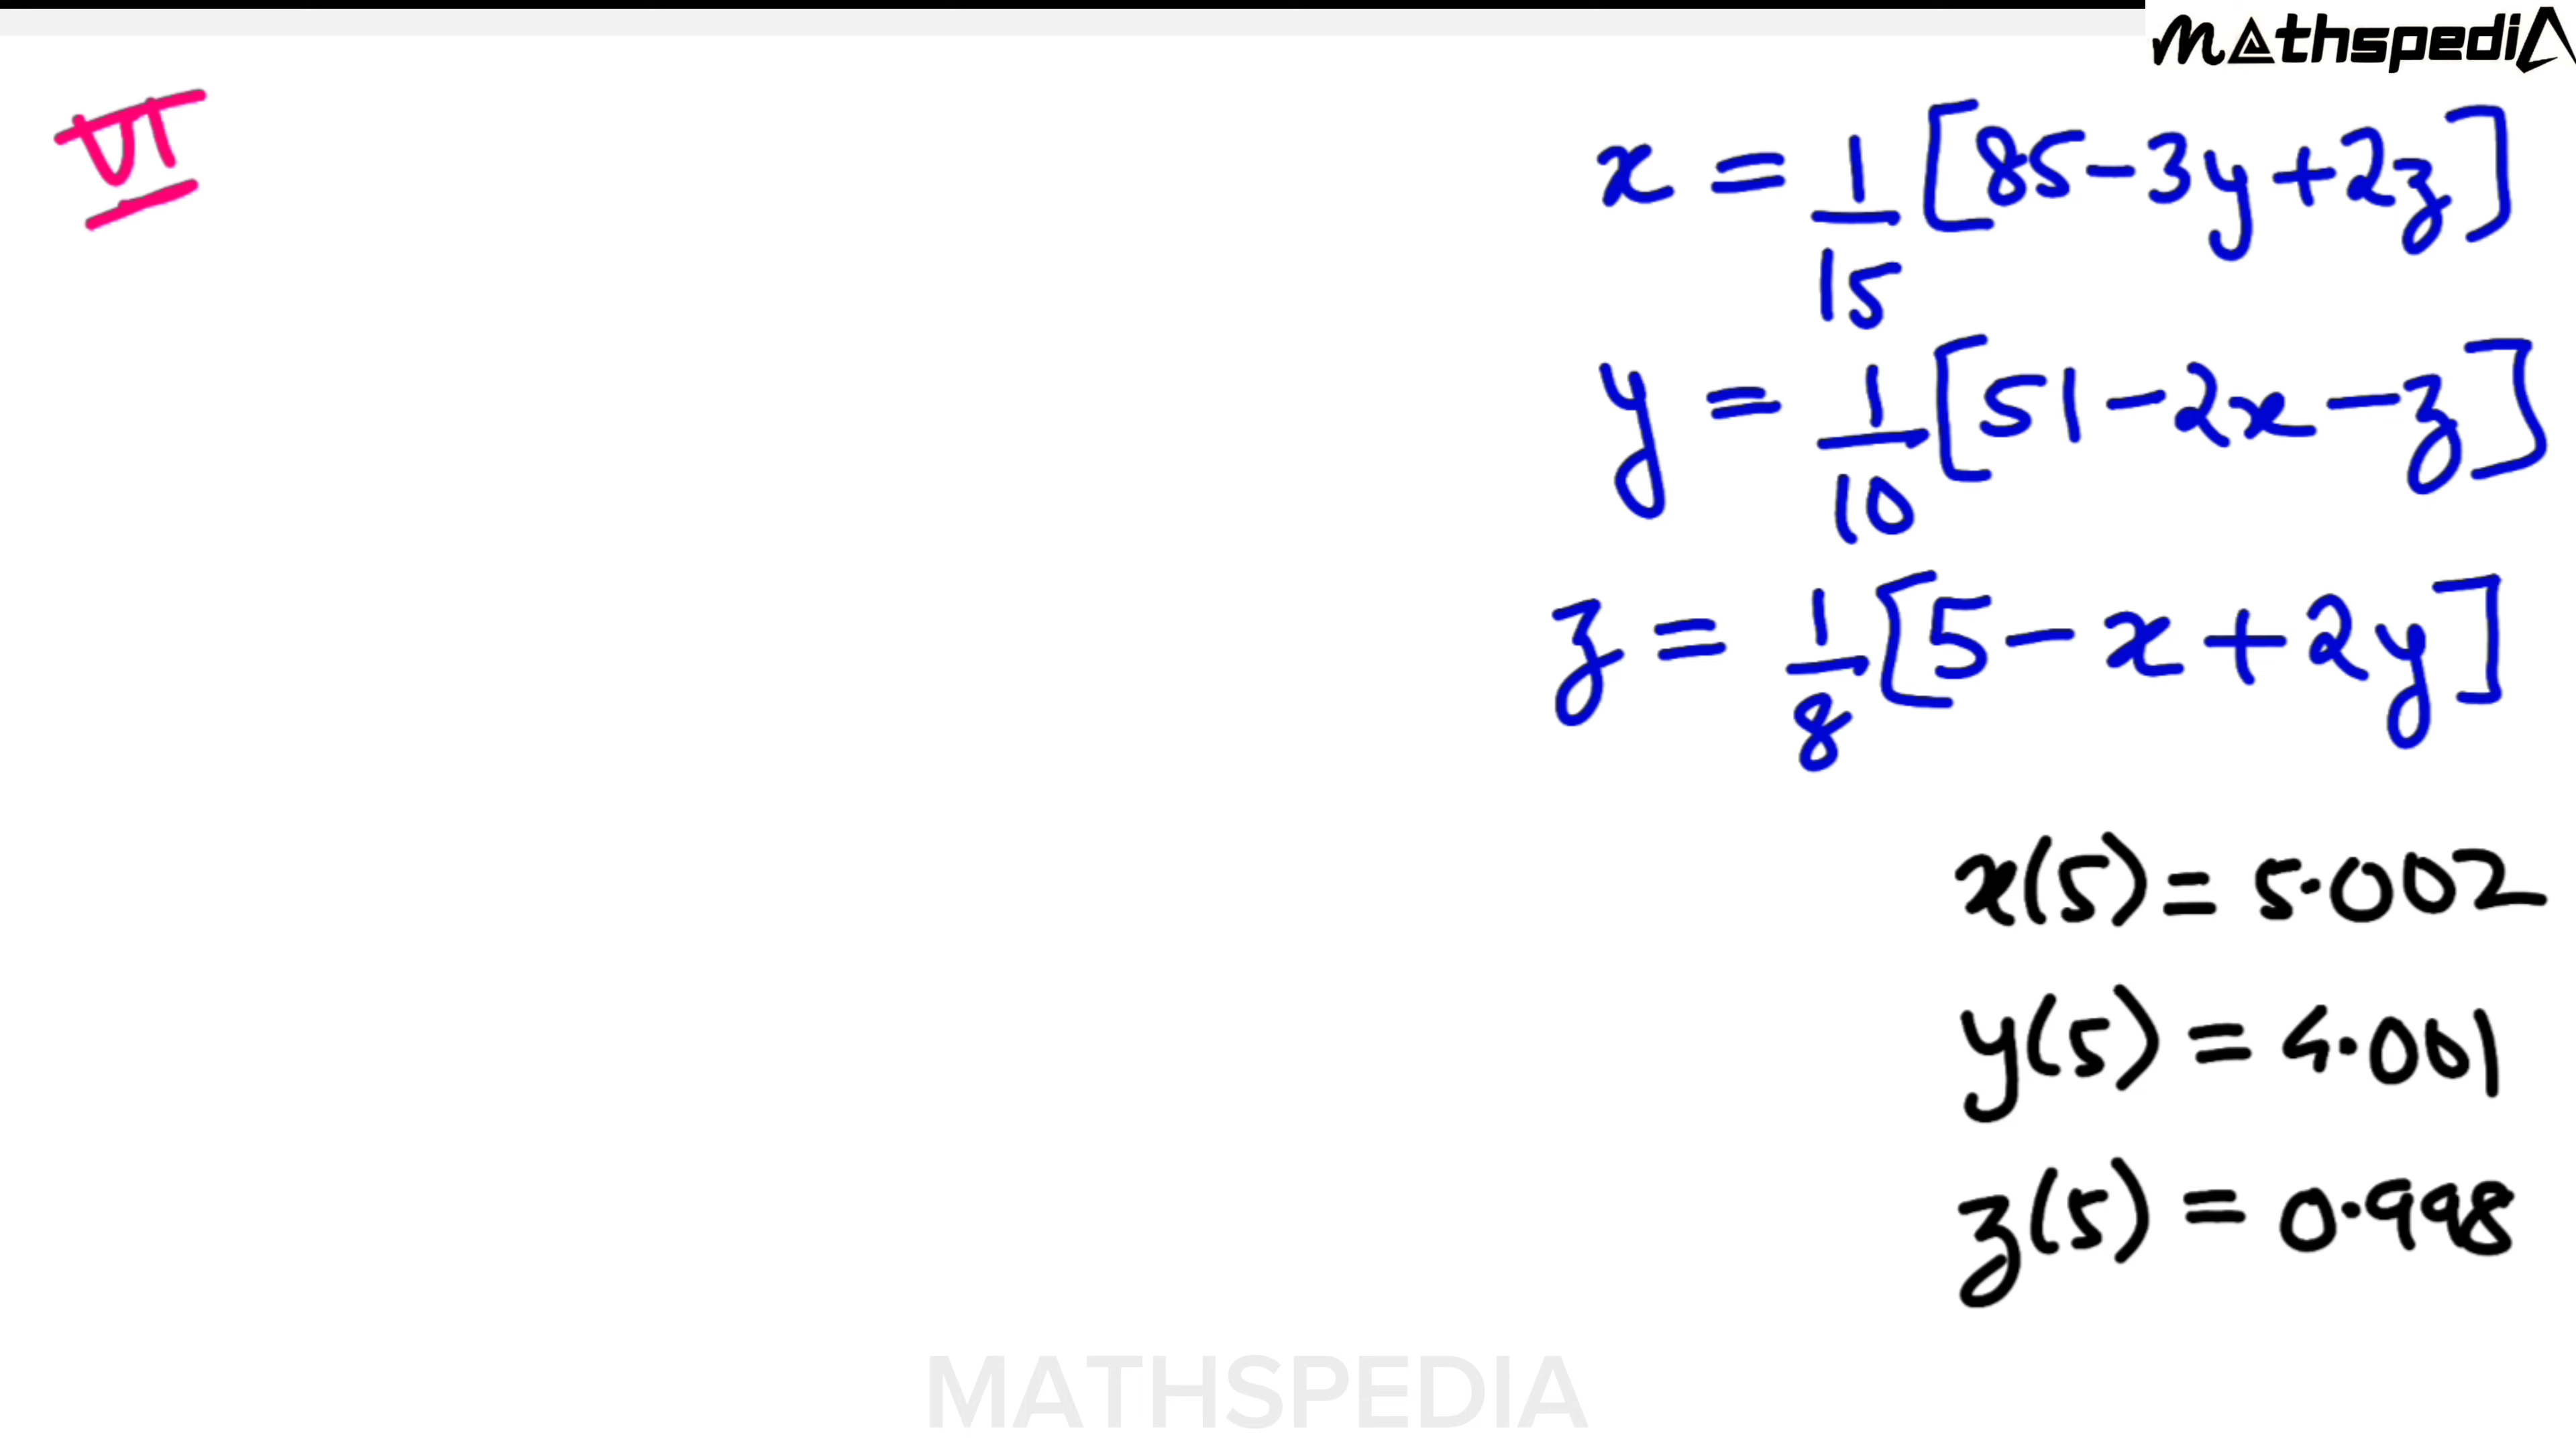 mathspedia
VI
x = 1/15 [85-3y+2z]
y = 1/10 [51-2x-z]
z = 1/8 [5-x+2y]
x(5) = 5.002
y(5) = 4.001
z(5) = 0.998
MATHSPEDIA